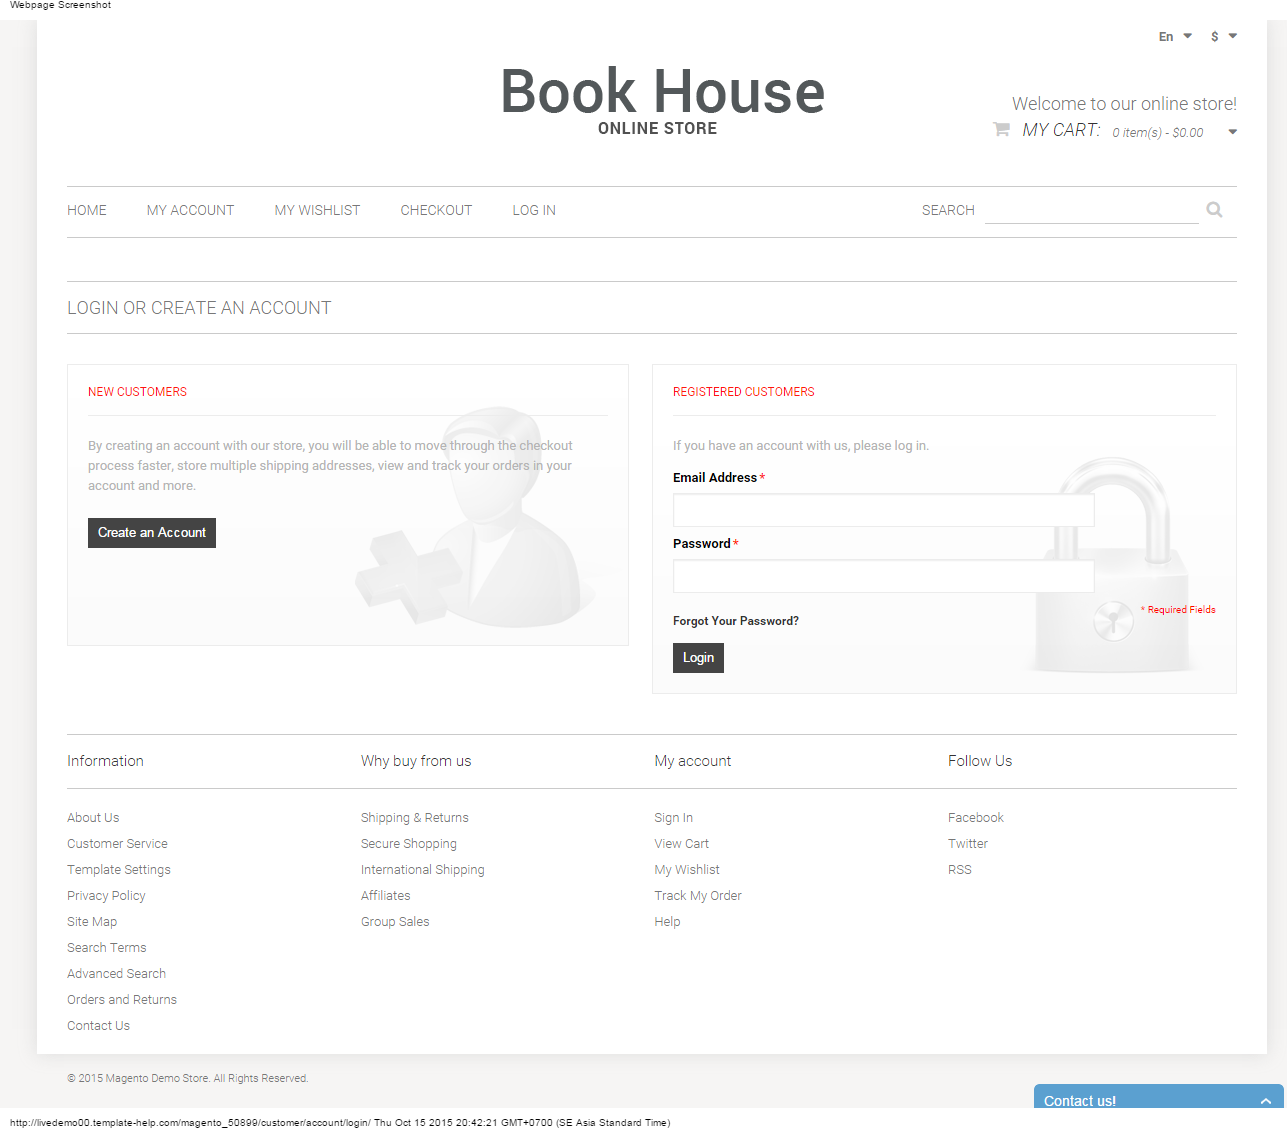 Webpage Screenshot
En $
Book House
ONLINE STORE
Welcome to our online store!
MY CART: 0 item(s) - $0.00
HOME MY ACCOUNT MY WISHLIST CHECKOUT LOG IN SEARCH
LOGIN OR CREATE AN ACCOUNT
NEW CUSTOMERS
By creating an account with our store, you will be able to move through the checkout
process faster, store multiple shipping addresses, view and track your orders in your
account and more.
Create an Account
REGISTERED CUSTOMERS
If you have an account with us, please log in.
Email Address *
Password *
* Required Fields
Forgot Your Password?
Login
Information
About Us
Customer Service
Template Settings
Privacy Policy
Site Map
Search Terms
Advanced Search
Orders and Returns
Contact Us
Why buy from us
Shipping & Returns
Secure Shopping
International Shipping
Affiliates
Group Sales
My account
Sign In
View Cart
My Wishlist
Track My Order
Help
Follow Us
Facebook
Twitter
RSS
© 2015 Magento Demo Store. All Rights Reserved.
Contact us!
http://livedemo00.template-help.com/magento_50899/customer/account/login/ Thu Oct 15 2015 20:42:21 GMT+0700 (SE Asia Standard Time)